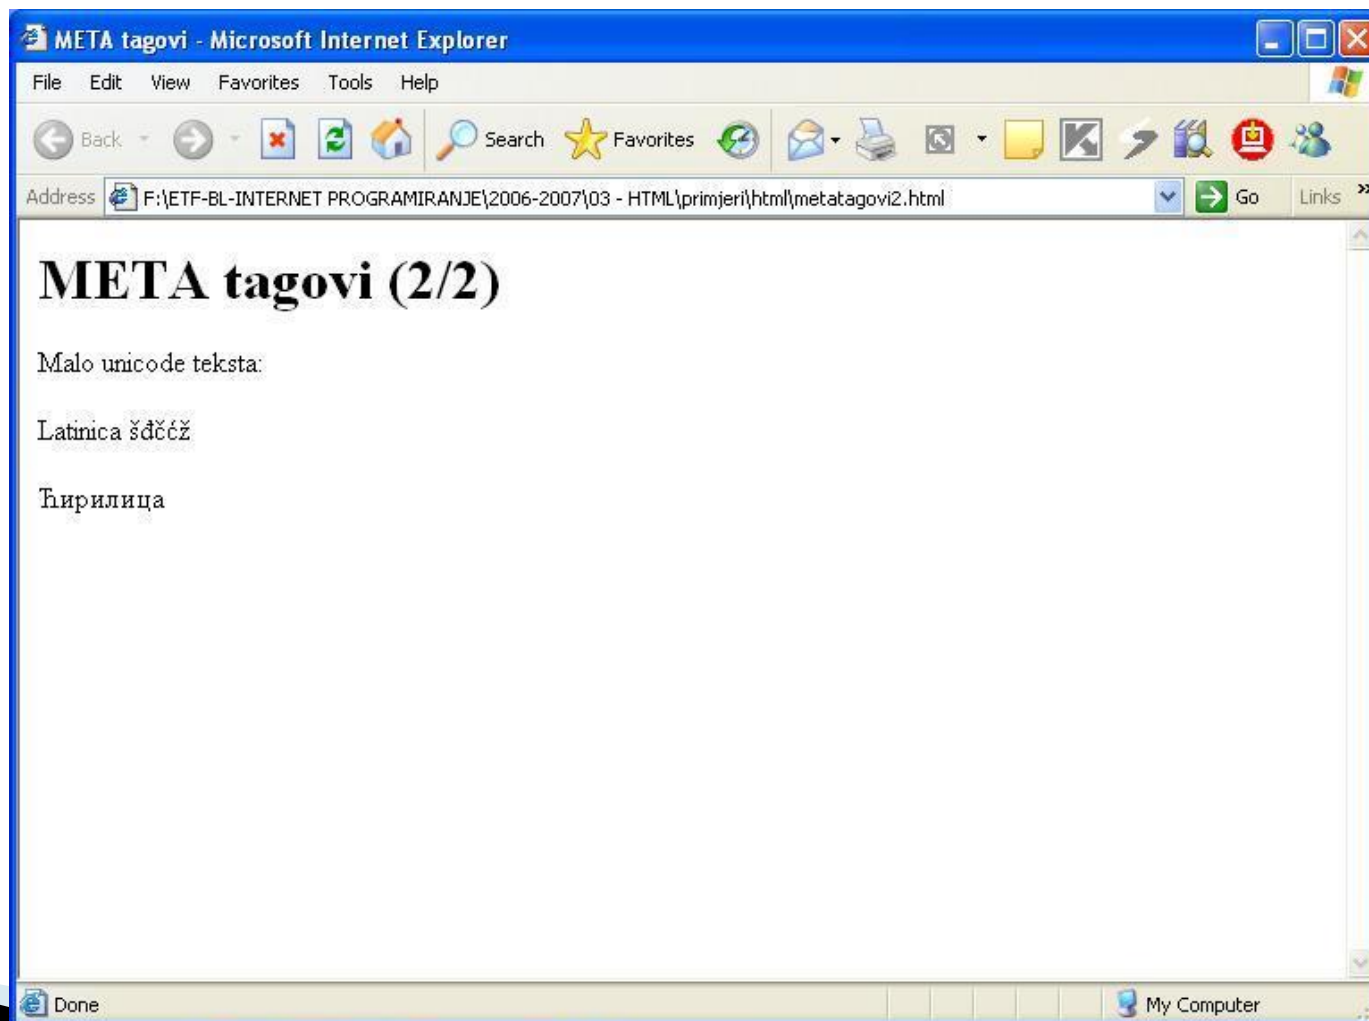 META tagovi - Microsoft Internet Explorer
File Edit View Favorites Tools Help
Back Search Favorites
Address F:\ETF-BL-INTERNET PROGRAMIRANJE\2006-2007\03 - HTML\primjeri\html\metatagovi2.html Go Links »
META tagovi (2/2)
Malo unicode teksta:
Latinica šđčćž
Ћирилица
Done My Computer